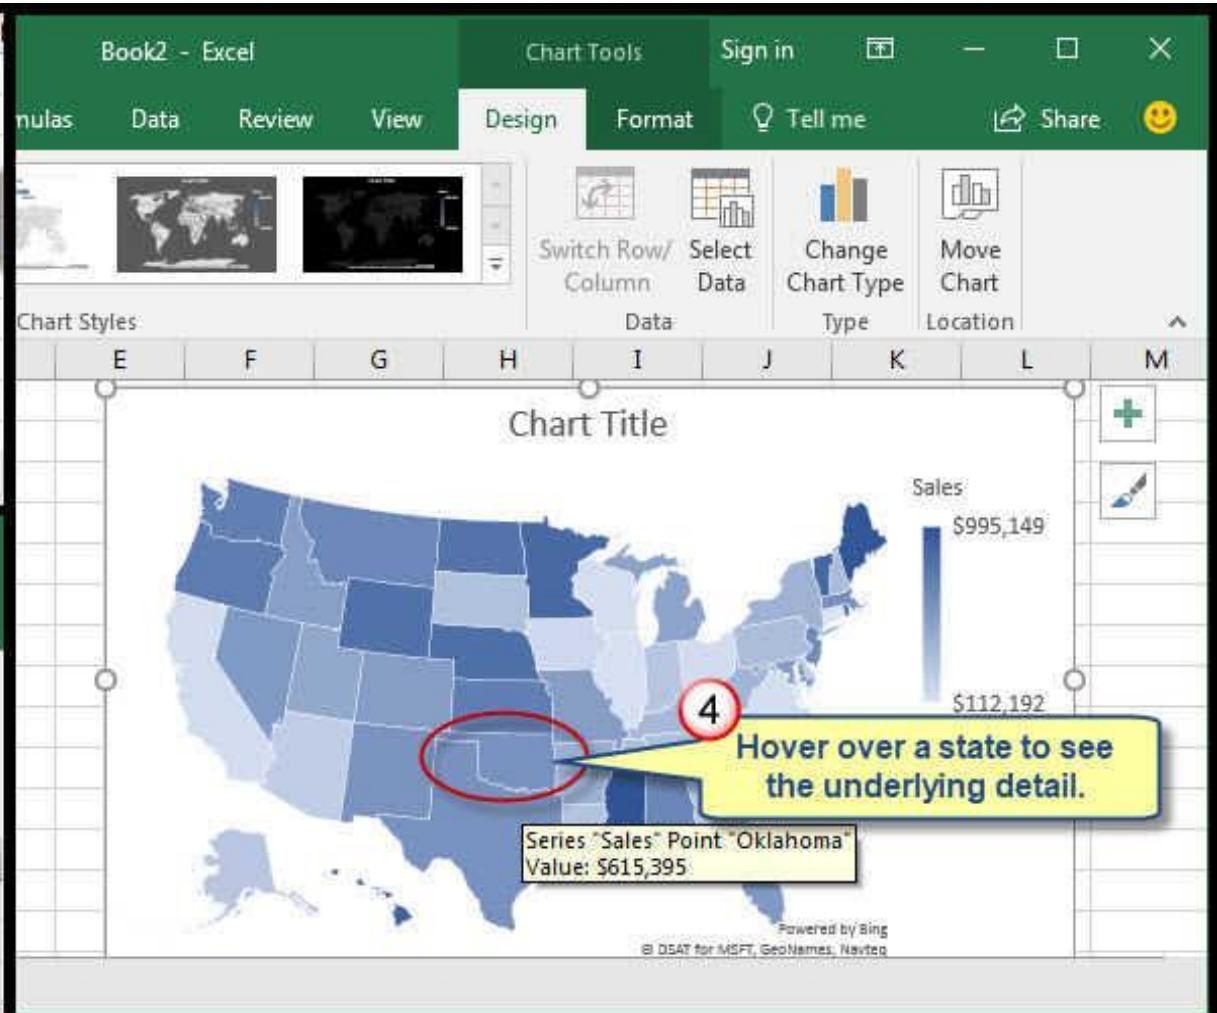 Book2 - Excel
Chart Tools
Sign in
mulas
Data
Review
View
Design
Format
Tell me
Share
Switch Row/
Column
Select
Data
Change
Chart Type
Move
Chart
Chart Styles
Data
Type
Location
E F G H I J K L M
Chart Title
Sales
$995,149
$112,192
4
Hover over a state to see
the underlying detail.
Series "Sales" Point "Oklahoma"
Value: $615,395
Powered by Bing
© DSAT for MSFT, GeoNames, Navteq